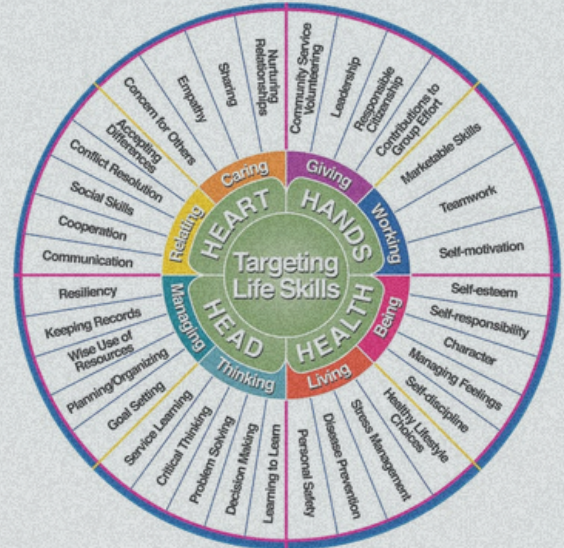 Targeting
Life Skills
HEART
HANDS
HEALTH
HEAD
Caring
Giving
Working
Being
Living
Thinking
Managing
Relating
Nurturing
Relationships
Sharing
Empathy
Concern for Others
Accepting
Differences
Conflict Resolution
Social Skills
Cooperation
Communication
Community Service
Volunteering
Leadership
Responsible
Citizenship
Contributions to
Group Effort
Marketable Skills
Teamwork
Self-motivation
Self-esteem
Self-responsibility
Character
Managing Feelings
Self-discipline
Healthy Lifestyle
Choices
Stress Management
Disease Prevention
Personal Safety
Learning to Learn
Decision Making
Problem Solving
Critical Thinking
Service Learning
Goal Setting
Planning/Organizing
Wise Use of
Resources
Keeping Records
Resiliency